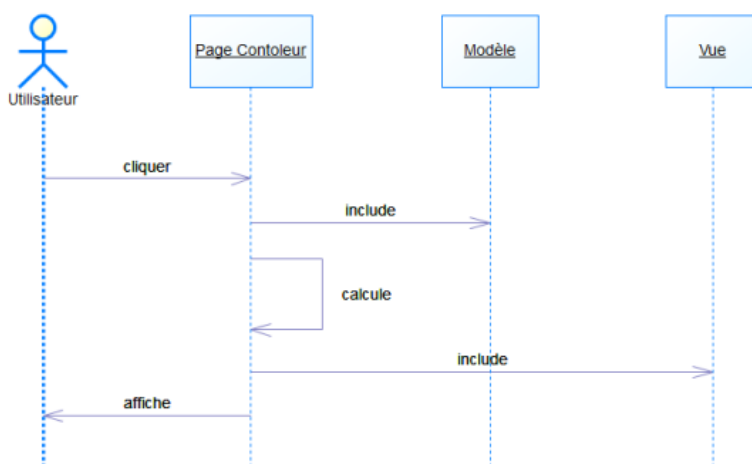 Utilisateur
Page Contoleur
Modèle
Vue
cliquer
include
calcule
include
affiche